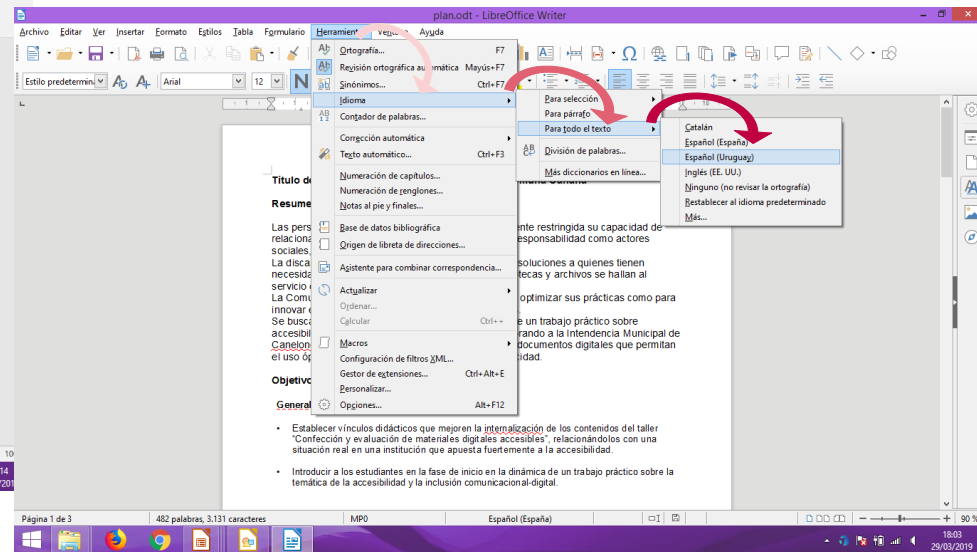 plan.odt - LibreOffice Writer
Archivo Editar Ver Insertar Formato Estilos Tabla Formulario Herramientas Ventana Ayuda
Estilo predetermin. Arial 12 N
Ortografía... F7
Revisión ortográfica automática Mayús+F7
Sinónimos... Ctrl+F7
Idioma
Contador de palabras...
Corrección automática
Texto automático... Ctrl+F3
Numeración de capítulos...
Numeración de renglones...
Notas al pie y finales...
Base de datos bibliográfica
Origen de libreta de direcciones...
Asistente para combinar correspondencia...
Actualizar
Ordenar...
Calcular Ctrl++
Macros
Configuración de filtros XML...
Gestor de extensiones... Ctrl+Alt+E
Personalizar...
Opciones... Alt+F12
Para selección
Para párrafo
Para todo el texto
División de palabras...
Más diccionarios en línea...
Catalán
Español (España)
Español (Uruguay)
Inglés (EE. UU.)
Ninguno (no revisar la ortografía)
Restablecer al idioma predeterminado
Más...
Título d
Resume
Las pers nte restringida su capacidad de
relaciona esponsabilidad como actores
sociales,
La disca soluciones a quienes tienen
necesida tecas y archivos se hallan al
servicio
La Comu optimizar sus prácticas como para
innovar
Se busca e un trabajo práctico sobre
accesibil rando a la Intendencia Municipal de
Canelon documentos digitales que permitan
el uso óp idad.
Objetivo
General
• Establecer vínculos didácticos que mejoren la internalización de los contenidos del taller
"Confección y evaluación de materiales digitales accesibles", relacionándolos con una
situación real en una institución que apuesta fuertemente a la accesibilidad.
• Introducir a los estudiantes en la fase de inicio en la dinámica de un trabajo práctico sobre la
temática de la accesibilidad y la inclusión comunicacional-digital.
Página 1 de 3 482 palabras, 3.131 caracteres MP0 Español (España) 90 %
18:03
29/03/2019